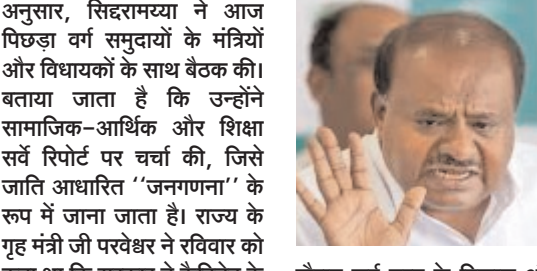 अनुसार, सिद्दरामय्या ने आज
पिछड़ा वर्ग समुदायों के मंत्रियों
और विधायकों के साथ बैठक की।
बताया जाता है कि उन्होंने
सामाजिक-आर्थिक और शिक्षा
सर्वे रिपोर्ट पर चर्चा की, जिसे
जाति आधारित ‘‘जनगणना’’ के
रूप में जाना जाता है। राज्य के
गृह मंत्री जी परवेश्वर ने रविवार को